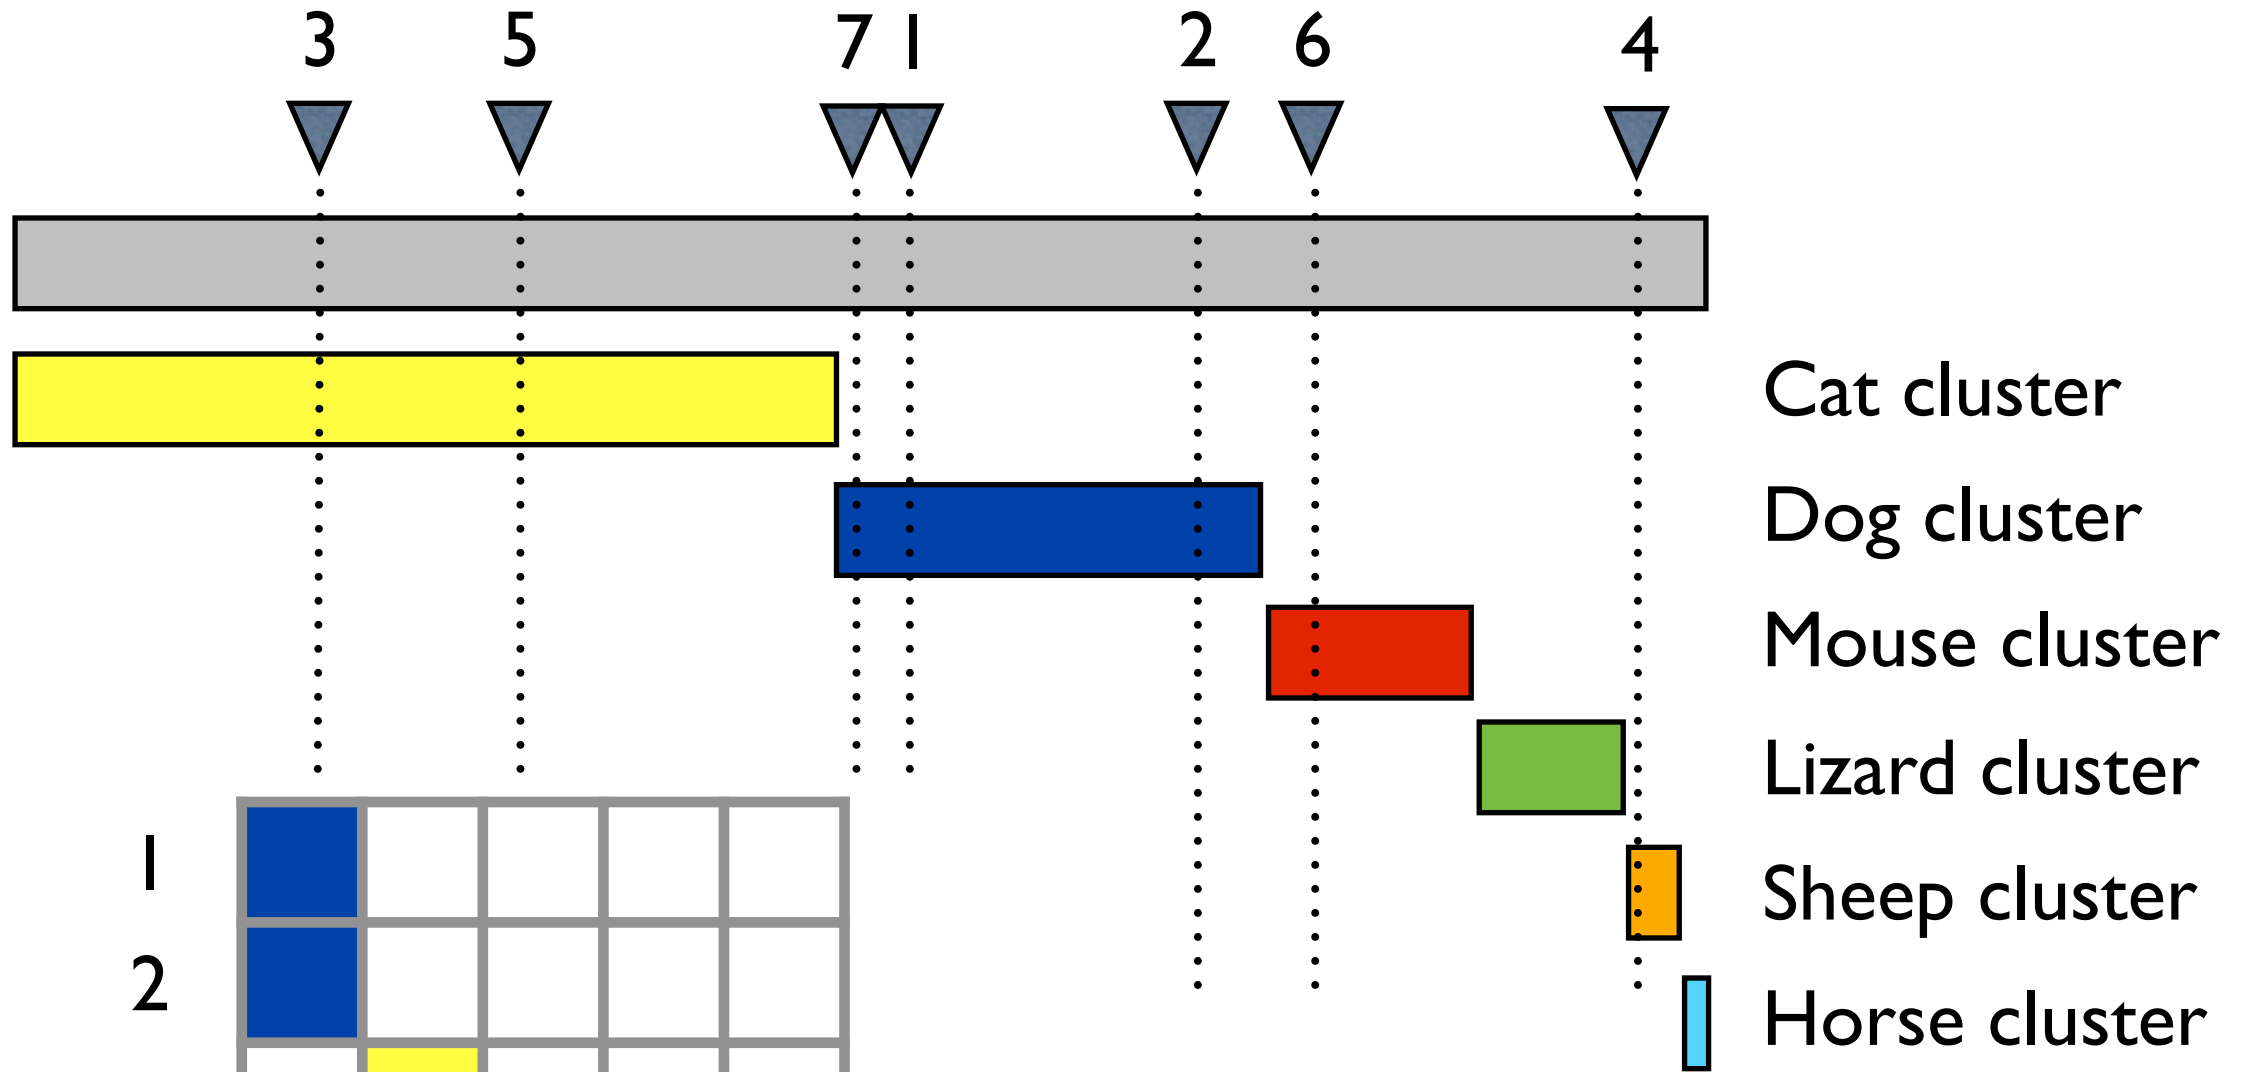 3 5 7 1 2 6 4
Cat cluster
Dog cluster
Mouse cluster
Lizard cluster
1
Sheep cluster
2
Horse cluster